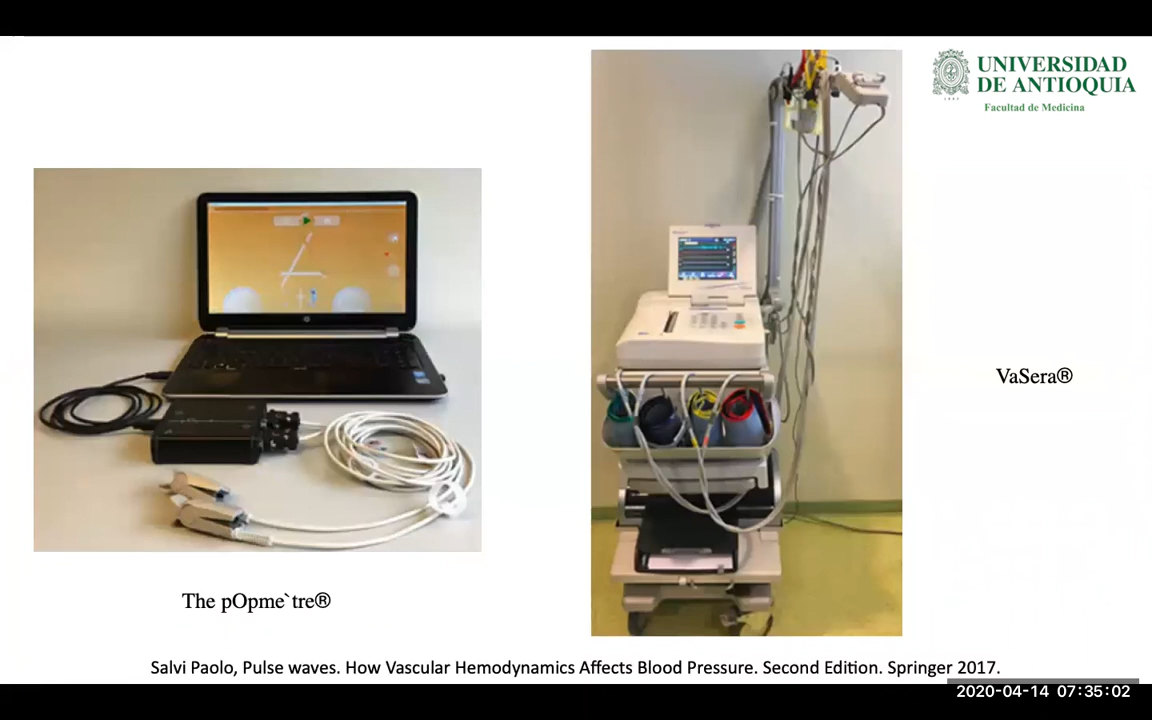 UNIVERSIDAD
DE ANTIOQUIA
1803
Facultad de Medicina
VaSera®
The pOpme`tre®
Salvi Paolo, Pulse waves. How Vascular Hemodynamics Affects Blood Pressure. Second Edition. Springer 2017.
2020-04-14 07:35:02